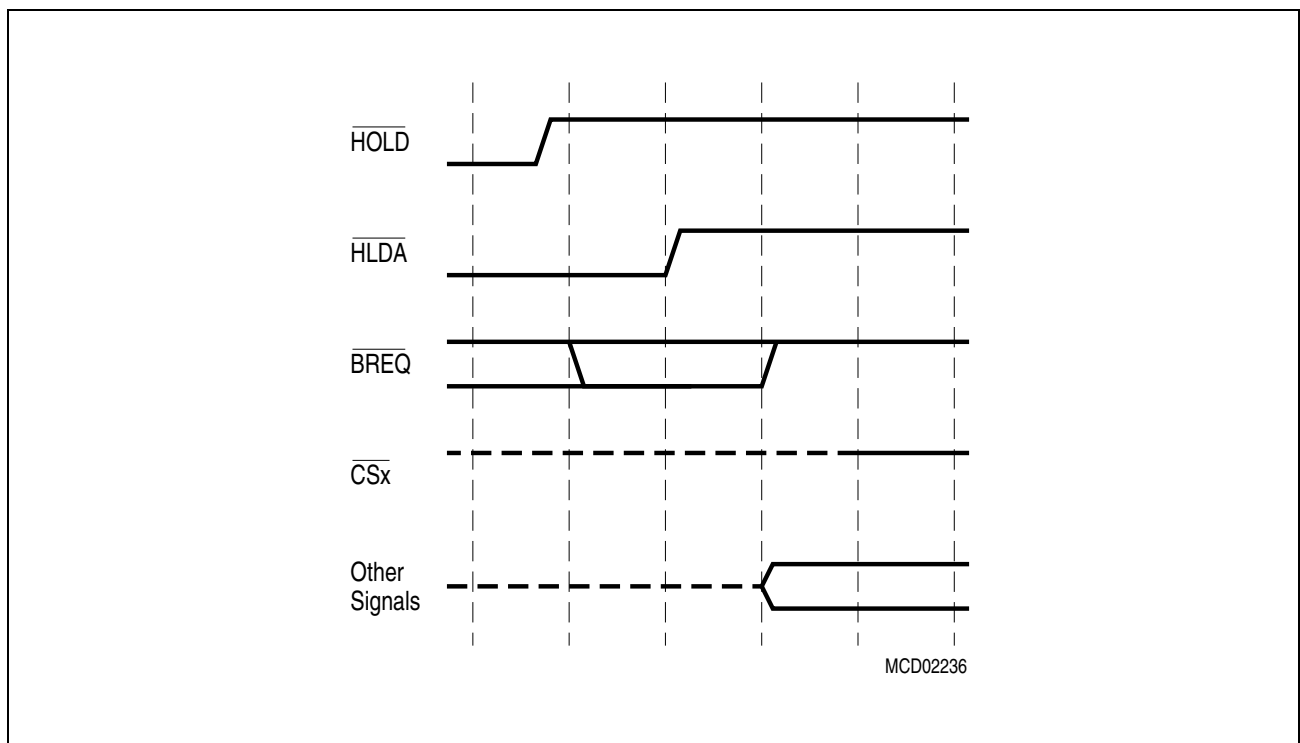 HOLD
HLDA
BREQ
CSx
Other
Signals
MCD02236